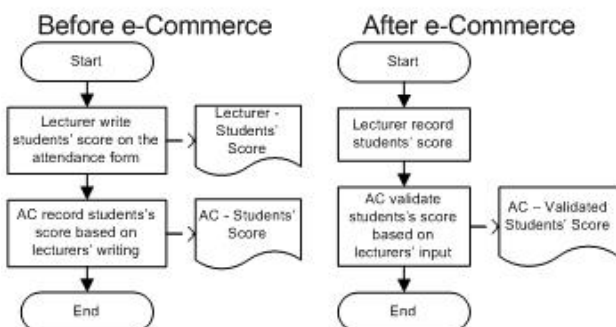 Before e-Commerce
Start
Lecturer write
students' score on the
attendance form
Lecturer -
Students'
Score
AC record students's
score based on
lecturers' writing
AC - Students'
Score
End
After e-Commerce
Start
Lecturer record
students' score
AC validate
students's score
based on
lecturers' input
AC – Validated
Students' Score
End